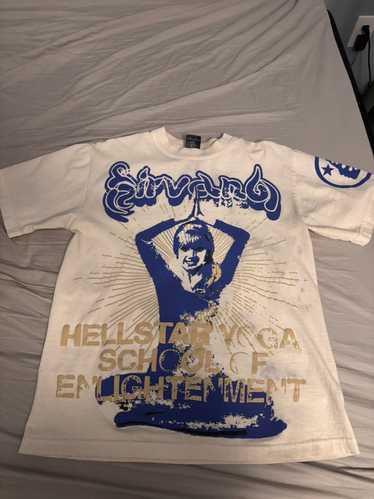 Nirvana
HELLSTAR YOGA
SCHOOL OF
ENLIGHTENMENT